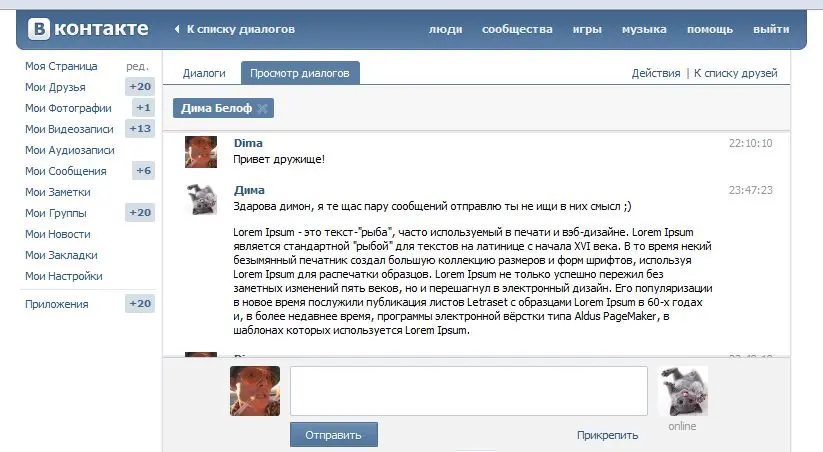 В контакте
К списку диалогов
люди сообщества игры музыка помощь выйти
Моя Страница ред.
Мои Друзья +20
Мои Фотографии +1
Мои Видеозаписи +13
Мои Аудиозаписи
Мои Сообщения +6
Мои Заметки
Мои Группы +20
Мои Новости
Мои Закладки
Мои Настройки
Приложения +20
Диалоги Просмотр диалогов Действия | К списку друзей
Дима Белоф
Dima 22:10:10
Привет дружище!
Дима 23:47:23
Здарова димон, я те щас пару сообщений отправлю ты не ищи в них смысл ;)
Lorem Ipsum - это текст-"рыба", часто используемый в печати и вэб-дизайне. Lorem Ipsum
является стандартной "рыбой" для текстов на латинице с начала XVI века. В то время некий
безымянный печатник создал большую коллекцию размеров и форм шрифтов, используя
Lorem Ipsum для распечатки образцов. Lorem Ipsum не только успешно пережил без
заметных изменений пять веков, но и перешагнул в электронный дизайн. Его популяризации
в новое время послужили публикация листов Letraset с образцами Lorem Ipsum в 60-х годах
и, в более недавнее время, программы электронной вёрстки типа Aldus PageMaker, в
шаблонах которых используется Lorem Ipsum.
online
Отправить Прикрепить